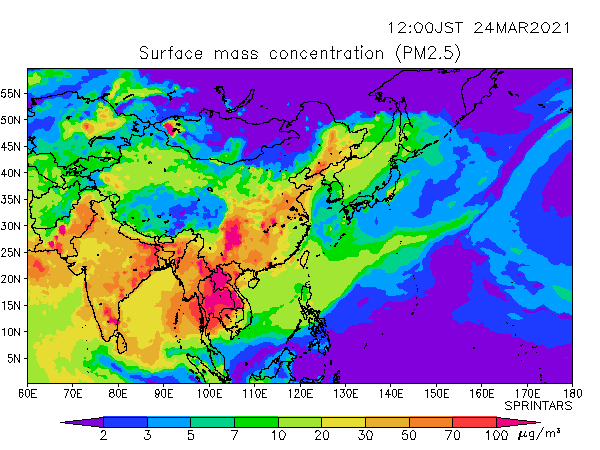 12:00JST 24MAR2021
Surface mass concentration (PM2.5)
55N
50N
45N
40N
35N
30N
25N
20N
15N
10N
5N
60E 70E 80E 90E 100E 110E 120E 130E 140E 150E 160E 170E 180
SPRINTARS
2 3 5 7 10 20 30 50 70 100 μg/m³